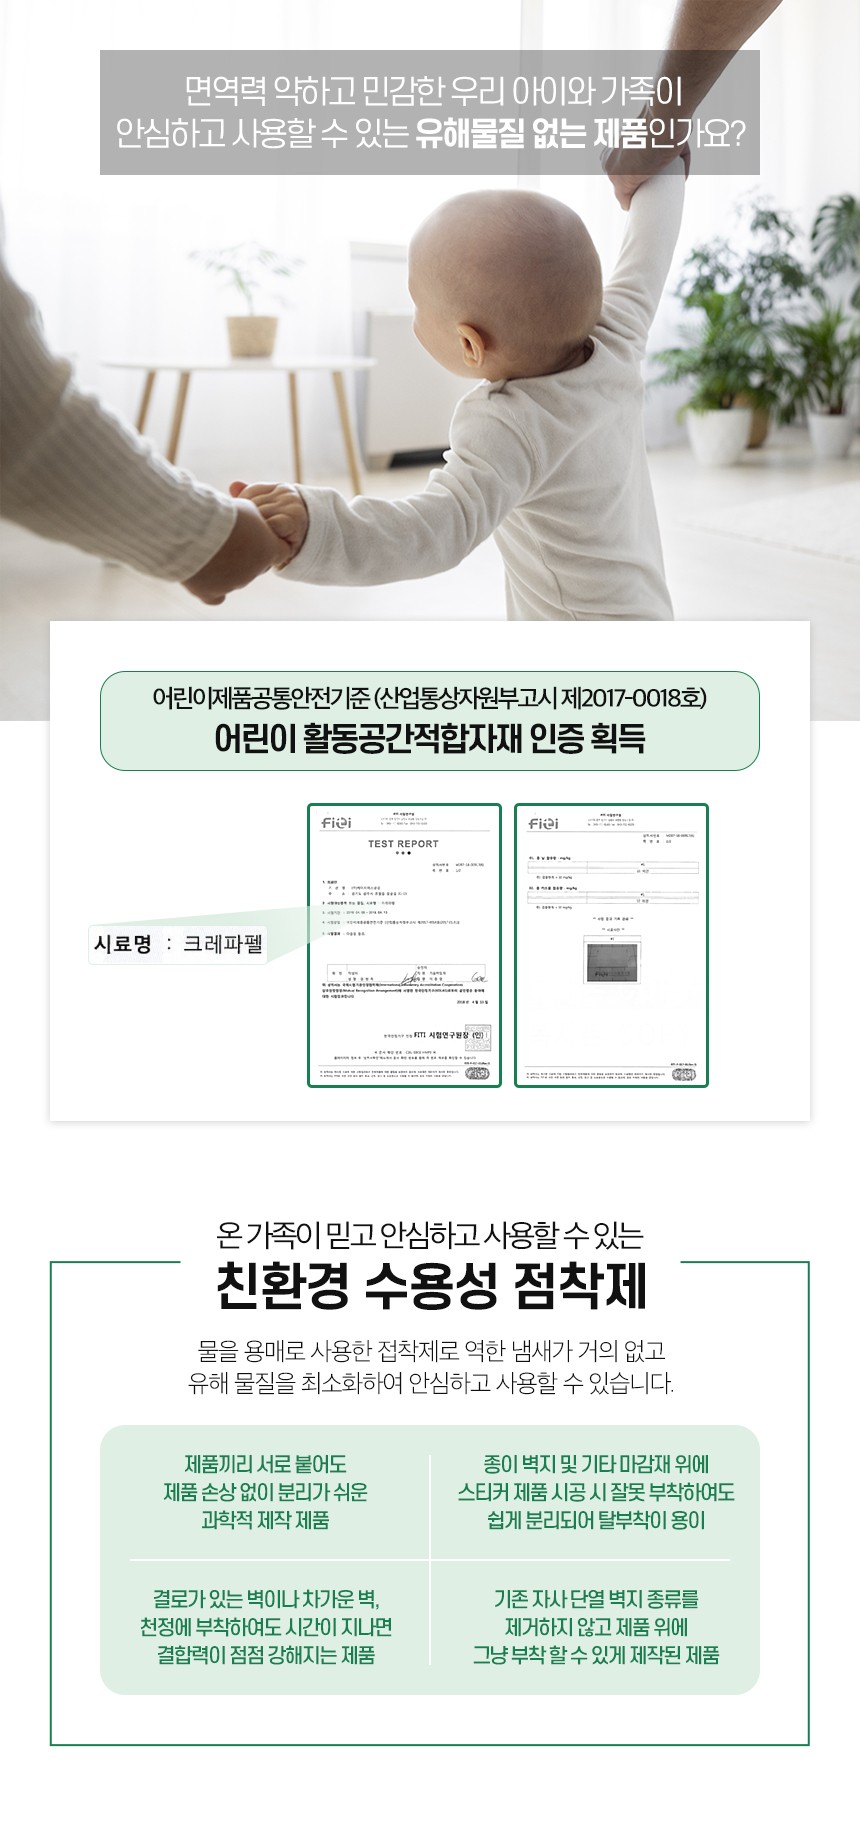 면역력 약하고 민감한 우리 아이와 가족이
안심하고 사용할 수 있는 유해물질 없는 제품인가요?
어린이제품공통안전기준 (산업통상자원부고시 제2017-0018호)
어린이 활동공간적합자재 인증 획득
FiTi
TEST REPORT
FiTi
시료명 : 크레파펠
FITI 시험연구원장 (인)
온 가족이 믿고 안심하고 사용할 수 있는
친환경 수용성 점착제
물을 용매로 사용한 접착제로 역한 냄새가 거의 없고
유해 물질을 최소화하여 안심하고 사용할 수 있습니다.
제품끼리 서로 붙어도
제품 손상 없이 분리가 쉬운
과학적 제작 제품
종이 벽지 및 기타 마감재 위에
스티커 제품 시공 시 잘못 부착하여도
쉽게 분리되어 탈부착이 용이
결로가 있는 벽이나 차가운 벽,
천정에 부착하여도 시간이 지나면
결합력이 점점 강해지는 제품
기존 자사 단열 벽지 종류를
제거하지 않고 제품 위에
그냥 부착 할 수 있게 제작된 제품